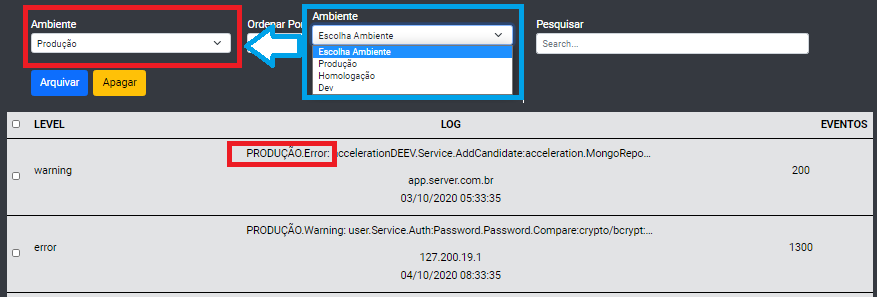 Ambiente
Produção
Ordenar Por
Ambiente
Escolha Ambiente
Escolha Ambiente
Produção
Homologação
Dev
Pesquisar
Search...
Arquivar
Apagar
LEVEL LOG EVENTOS
PRODUÇÃO.Error: accelerationDEEV.Service.AddCandidate:acceleration.MongoRepo...
warning 200
app.server.com.br
03/10/2020 05:33:35
PRODUÇÃO.Warning: user.Service.Auth:Password.Password.Compare:crypto/bcrypt:...
error 1300
127.200.19.1
04/10/2020 08:33:35